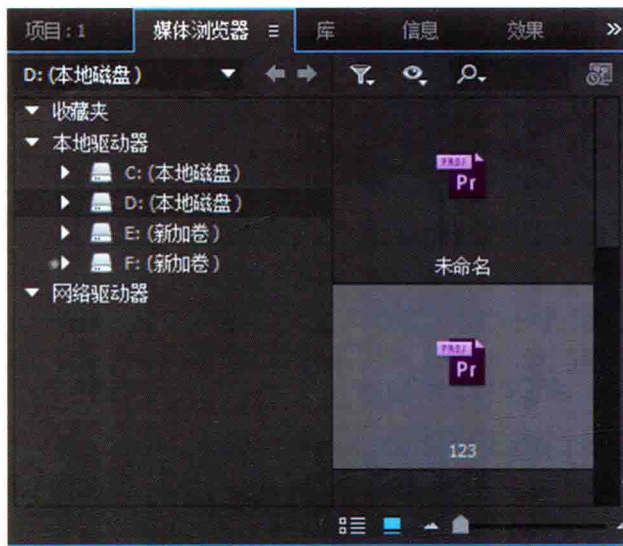 项目:1
媒体浏览器
库
信息
效果
D: (本地磁盘)
收藏夹
本地驱动器
C: (本地磁盘)
D: (本地磁盘)
E: (新加卷)
F: (新加卷)
网络驱动器
PROJ
Pr
未命名
PROJ
Pr
123